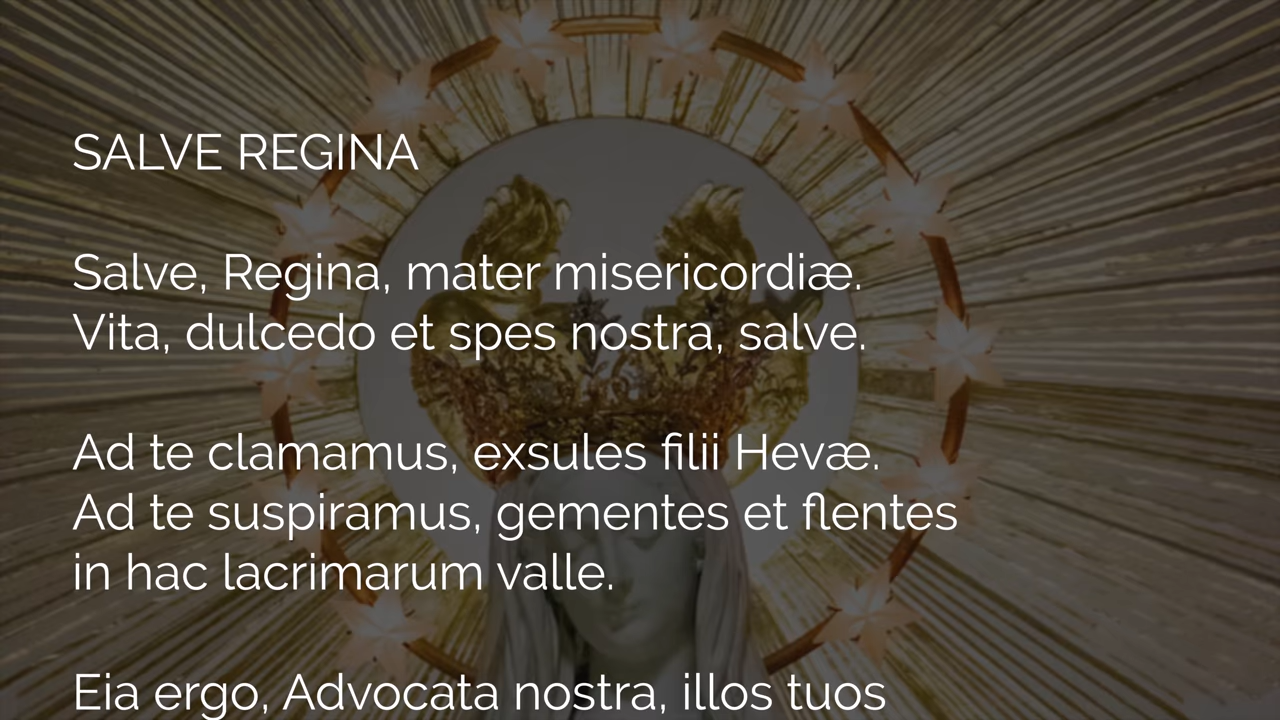 SALVE REGINA
Salve, Regina, mater misericordiæ.
Vita, dulcedo et spes nostra, salve.
Ad te clamamus, exsules filii Hevæ.
Ad te suspiramus, gementes et flentes
in hac lacrimarum valle.
Eia ergo, Advocata nostra, illos tuos